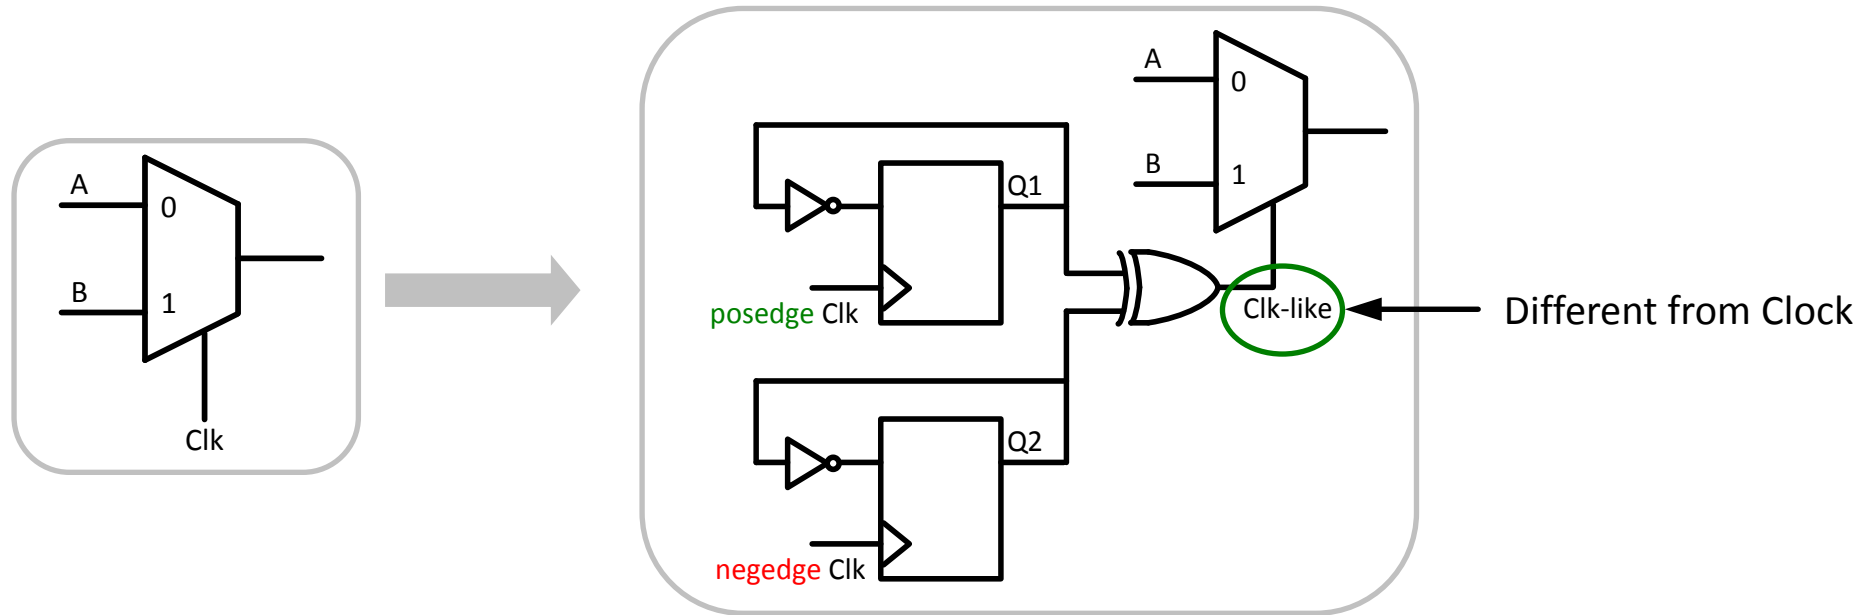 A
0
B
1
Clk
A
0
B
1
Q1
posedge Clk
Clk-like
Different from Clock
Q2
negedge Clk